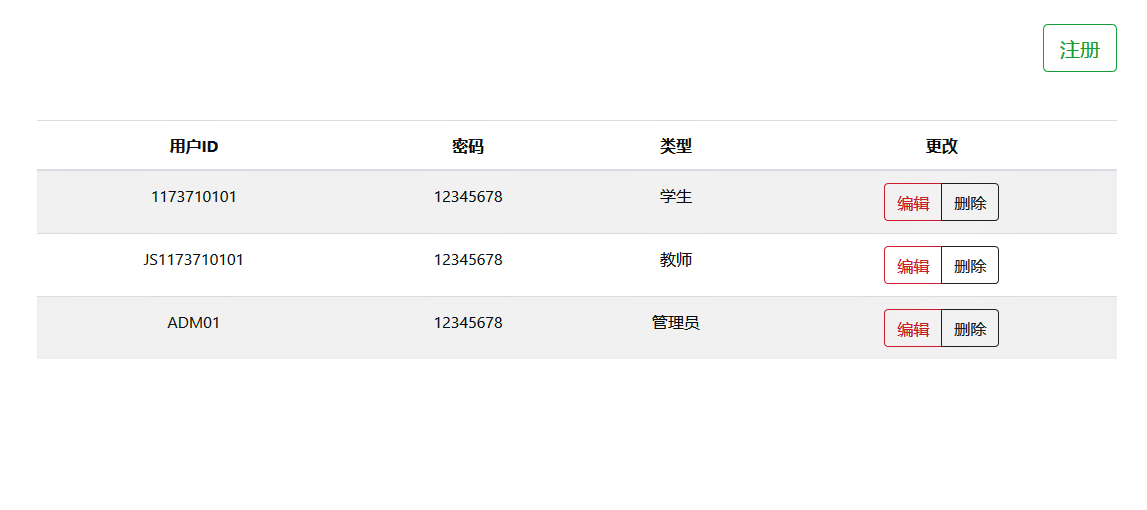 注册
用户ID 密码 类型 更改
1173710101 12345678 学生 编辑 删除
JS1173710101 12345678 教师 编辑 删除
ADM01 12345678 管理员 编辑 删除